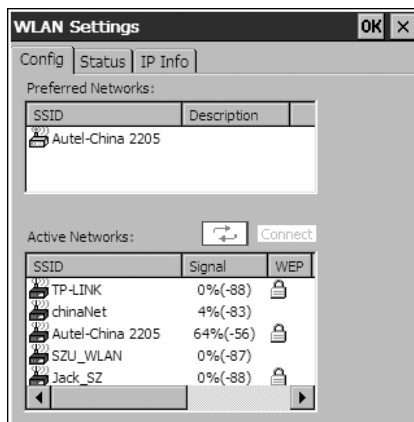 WLAN Settings OK ×
Config Status IP Info
Preferred Networks:
SSID Description
Autel-China 2205
Active Networks: Connect
SSID Signal WEP
TP-LINK 0%(-88)
chinaNet 4%(-83)
Autel-China 2205 64%(-56)
SZU_WLAN 0%(-87)
Jack_SZ 0%(-88)